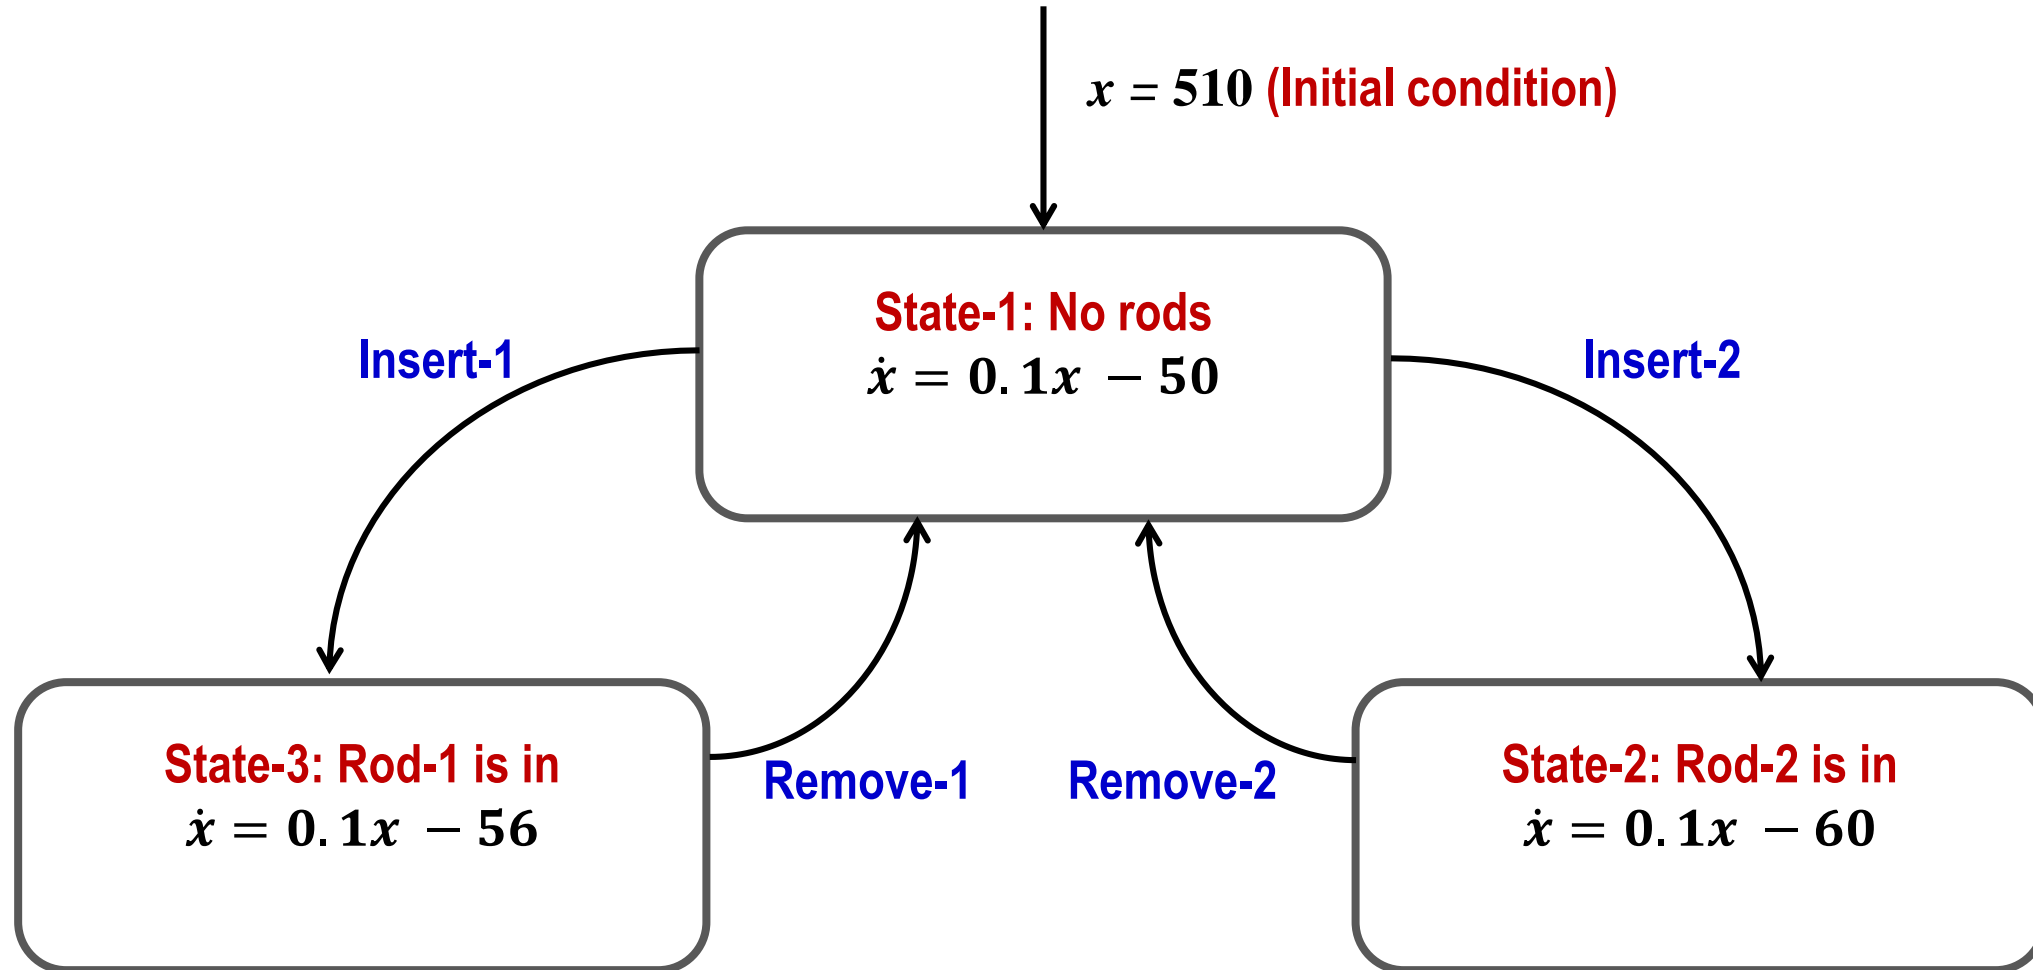 x = 510 (Initial condition)
State-1: No rods
ẋ = 0.1x − 50
Insert-1
Insert-2
State-3: Rod-1 is in
ẋ = 0.1x − 56
Remove-1
Remove-2
State-2: Rod-2 is in
ẋ = 0.1x − 60